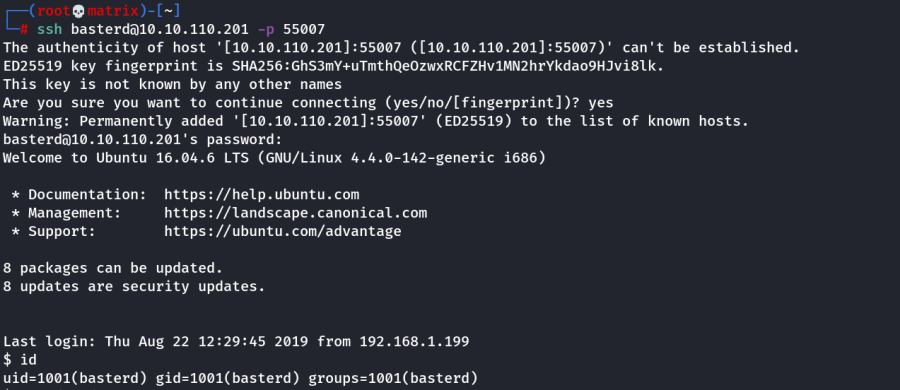 ┌──(root💀matrix)-[~]
└─# ssh basterd@10.10.110.201 -p 55007
The authenticity of host '[10.10.110.201]:55007 ([10.10.110.201]:55007)' can't be established.
ED25519 key fingerprint is SHA256:GhS3mY+uTmthQeOzwxRCFZHv1MN2hrYkdao9HJvi8lk.
This key is not known by any other names
Are you sure you want to continue connecting (yes/no/[fingerprint])? yes
Warning: Permanently added '[10.10.110.201]:55007' (ED25519) to the list of known hosts.
basterd@10.10.110.201's password:
Welcome to Ubuntu 16.04.6 LTS (GNU/Linux 4.4.0-142-generic i686)
* Documentation:  https://help.ubuntu.com
* Management:     https://landscape.canonical.com
* Support:        https://ubuntu.com/advantage
8 packages can be updated.
8 updates are security updates.
Last login: Thu Aug 22 12:29:45 2019 from 192.168.1.199
$ id
uid=1001(basterd) gid=1001(basterd) groups=1001(basterd)